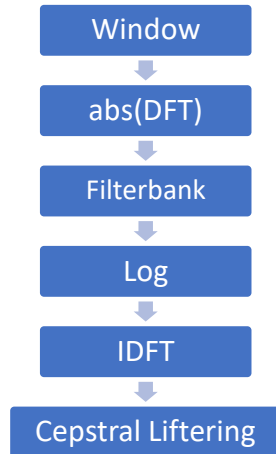 Window
abs(DFT)
Filterbank
Log
IDFT
Cepstral Liftering